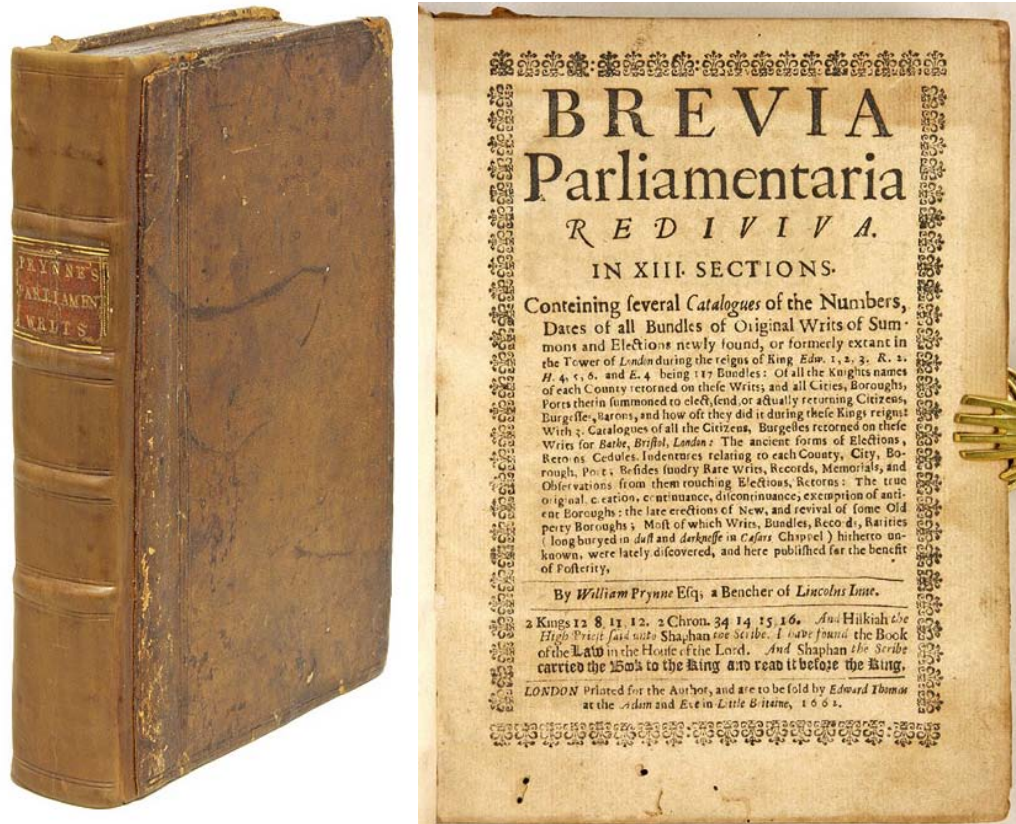 PRYNNE'S
PARLIAMEN
WRITS
BREVIA
Parliamentaria
REDIVIVA.
IN XIII. SECTIONS.
Conteining ſeveral Catalogues of the Numbers,
Dates of all Bundles of Original Writs of Sum-
mons and Elections newly found, or formerly extant in
the Tower of London during the reigns of King Edw. 1, 2, 3. R. 2.
H. 4, 5, 6. and E. 4 being 117 Bundles: Of all the Knights names
of each County retorned on theſe Writs; and all Cities, Boroughs,
Ports therin ſummoned to elect, ſend, or actually returning Citizens,
Burgeſſes, Barons, and how oft they did it during theſe Kings reigns:
With 3. Catalogues of all the Citizens, Burgeſſes retorned on theſe
Writs for Bathe, Briſtol, London: The ancient forms of Elections,
Retorns Cedules. Indentures relating to each County, City, Bo-
rough, Port; Beſides ſundry Rare Writs, Records, Memorials, and
Obſervations from them touching Elections, Retorns: The true
original, creation, continuance, diſcontinuance, exemption of anti-
ent Boroughs: the late erections of New, and revival of ſome Old
petty Boroughs; Moſt of which Writs, Bundles, Records, Rarities
(long buryed in duſt and darkneſſe in Cæſars Chappel) hitherto un-
known, were lately diſcovered, and here publiſhed for the benefit
of Poſterity,
By William Prynne Eſq; a Bencher of Lincolns Inne.
2 Kings 12 8, 11, 12. 2 Chron. 34 14 15 16. And Hilkiah the
High Prieſt ſaid unto Shaphan the Scribe. I have found the Book
of the Law in the Houſe of the Lord. And Shaphan the Scribe
carried the Book to the King and read it before the King.
LONDON Printed for the Author, and are to be ſold by Edward Thomas
at the Adam and Eve in Little Britaine, 1662.